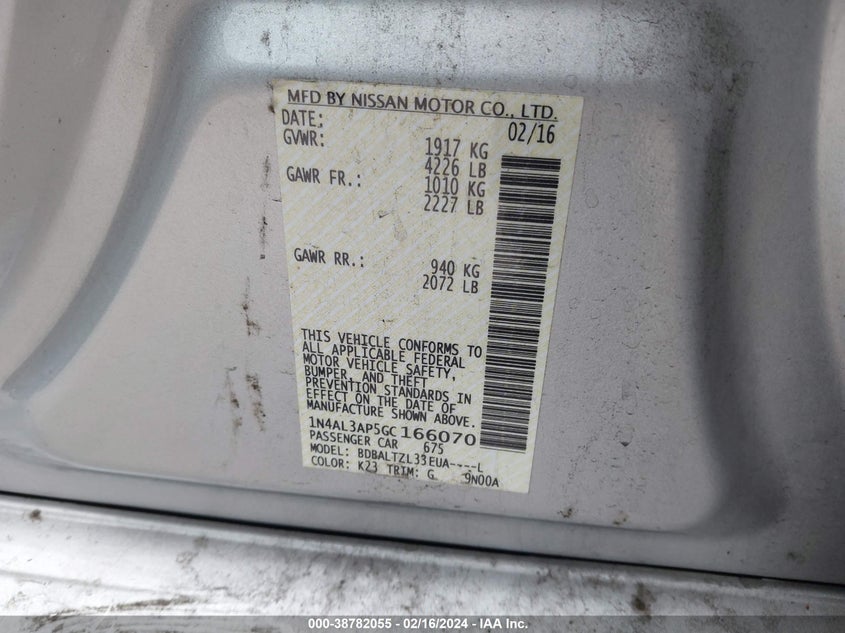 MFD BY NISSAN MOTOR CO., LTD.
DATE: 02/16
GVWR: 1917 KG
4226 LB
GAWR FR.: 1010 KG
2227 LB
GAWR RR.: 940 KG
2072 LB
THIS VEHICLE CONFORMS TO
ALL APPLICABLE FEDERAL
MOTOR VEHICLE SAFETY,
BUMPER, AND THEFT
PREVENTION STANDARDS IN
EFFECT ON THE DATE OF
MANUFACTURE SHOWN ABOVE.
1N4AL3AP5GC166070
PASSENGER CAR 675
MODEL: BDBALTZL33EUA----L
COLOR: K23 TRIM: G 9N00A
000-38782055 - 02/16/2024 - IAA Inc.